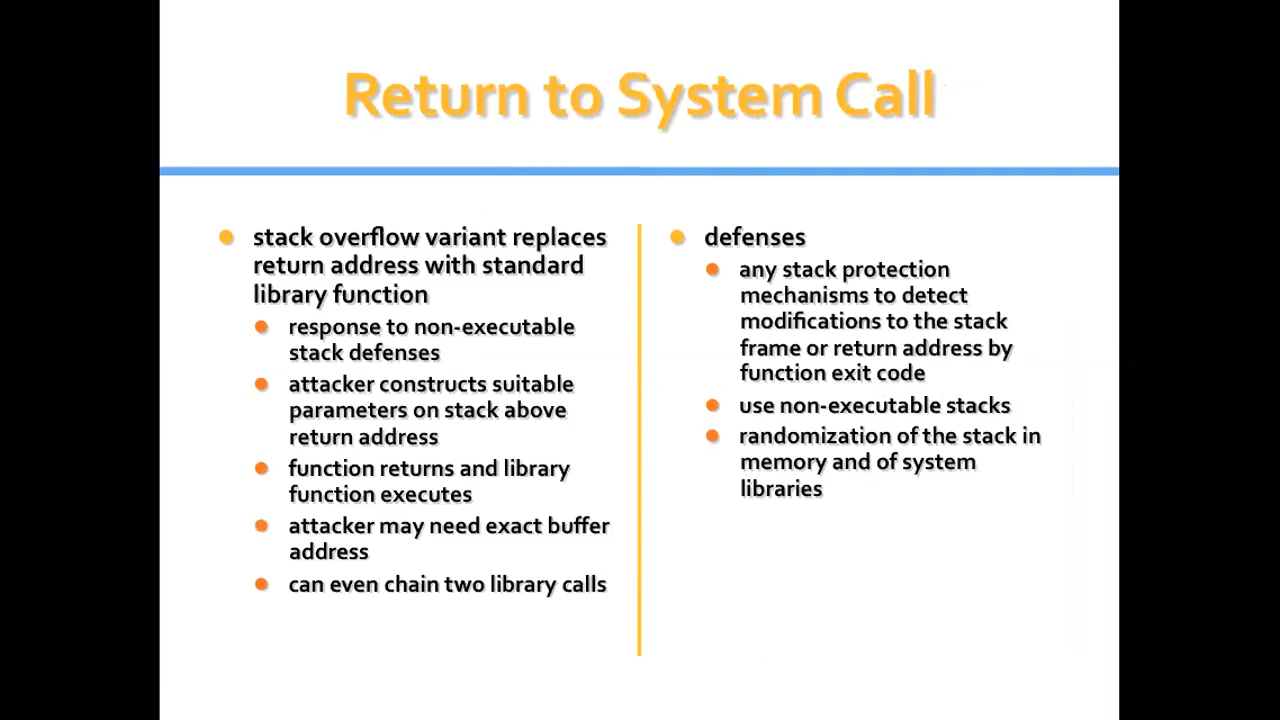 Return to System Call
stack overflow variant replaces
return address with standard
library function
response to non-executable
stack defenses
attacker constructs suitable
parameters on stack above
return address
function returns and library
function executes
attacker may need exact buffer
address
can even chain two library calls
defenses
any stack protection
mechanisms to detect
modifications to the stack
frame or return address by
function exit code
use non-executable stacks
randomization of the stack in
memory and of system
libraries